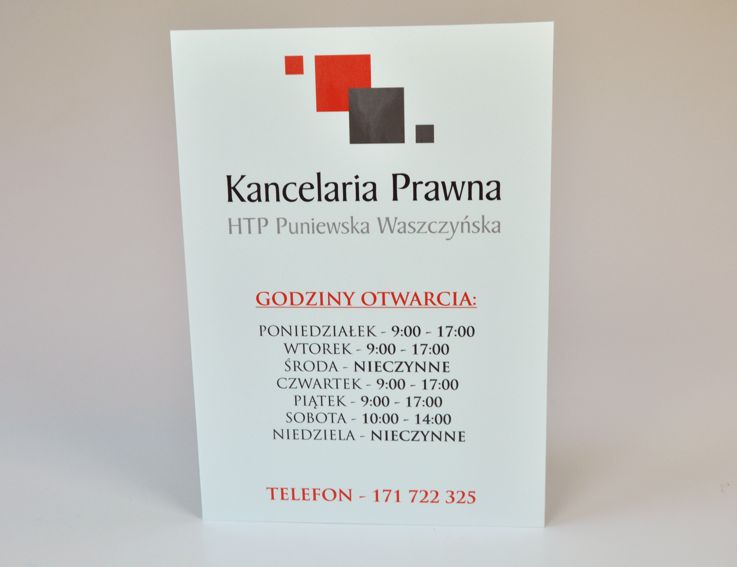 Kancelaria Prawna
HTP Puniewska Waszczyńska
GODZINY OTWARCIA:
PONIEDZIAŁEK - 9:00 - 17:00
WTOREK - 9:00 - 17:00
ŚRODA - NIECZYNNE
CZWARTEK - 9:00 - 17:00
PIĄTEK - 9:00 - 17:00
SOBOTA - 10:00 - 14:00
NIEDZIELA - NIECZYNNE
TELEFON - 171 722 325